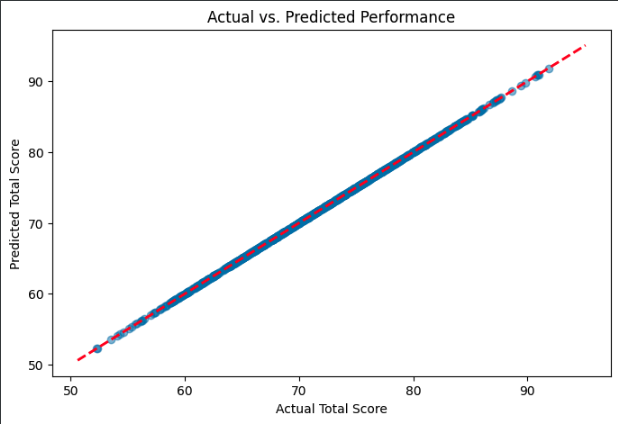 Actual vs. Predicted Performance
Predicted Total Score
90
80
70
60
50
50 60 70 80 90
Actual Total Score